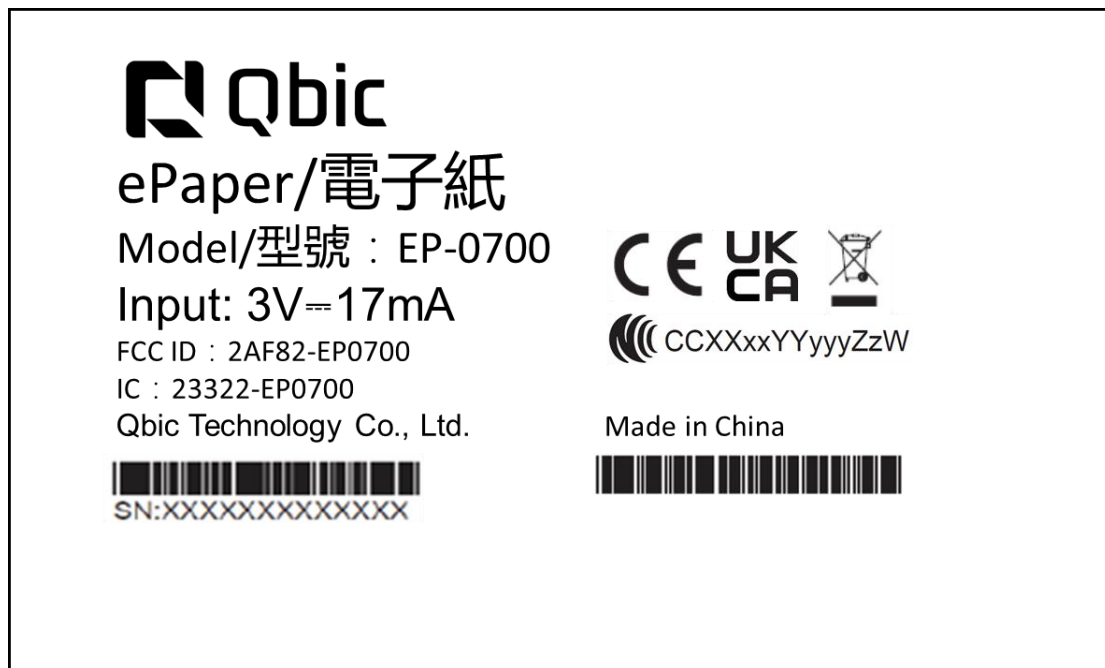 Qbic
ePaper/電子紙
Model/型號：EP-0700
Input: 3V⎓17mA
FCC ID：2AF82-EP0700
IC：23322-EP0700
Qbic Technology Co., Ltd.
SN:XXXXXXXXXXXXX
CE UK CA
CCXXxxYYyyyZzW
Made in China